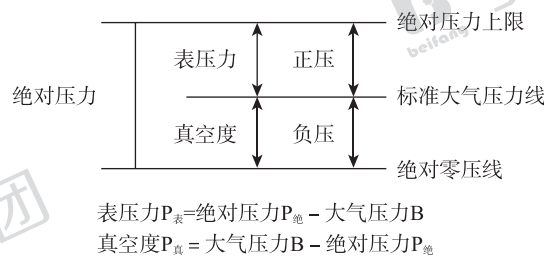 绝对压力上限
表压力 正压
绝对压力 标准大气压力线
真空度 负压
绝对零压线
表压力P表=绝对压力P绝 – 大气压力B
真空度P真 = 大气压力B – 绝对压力P绝
beifang
团